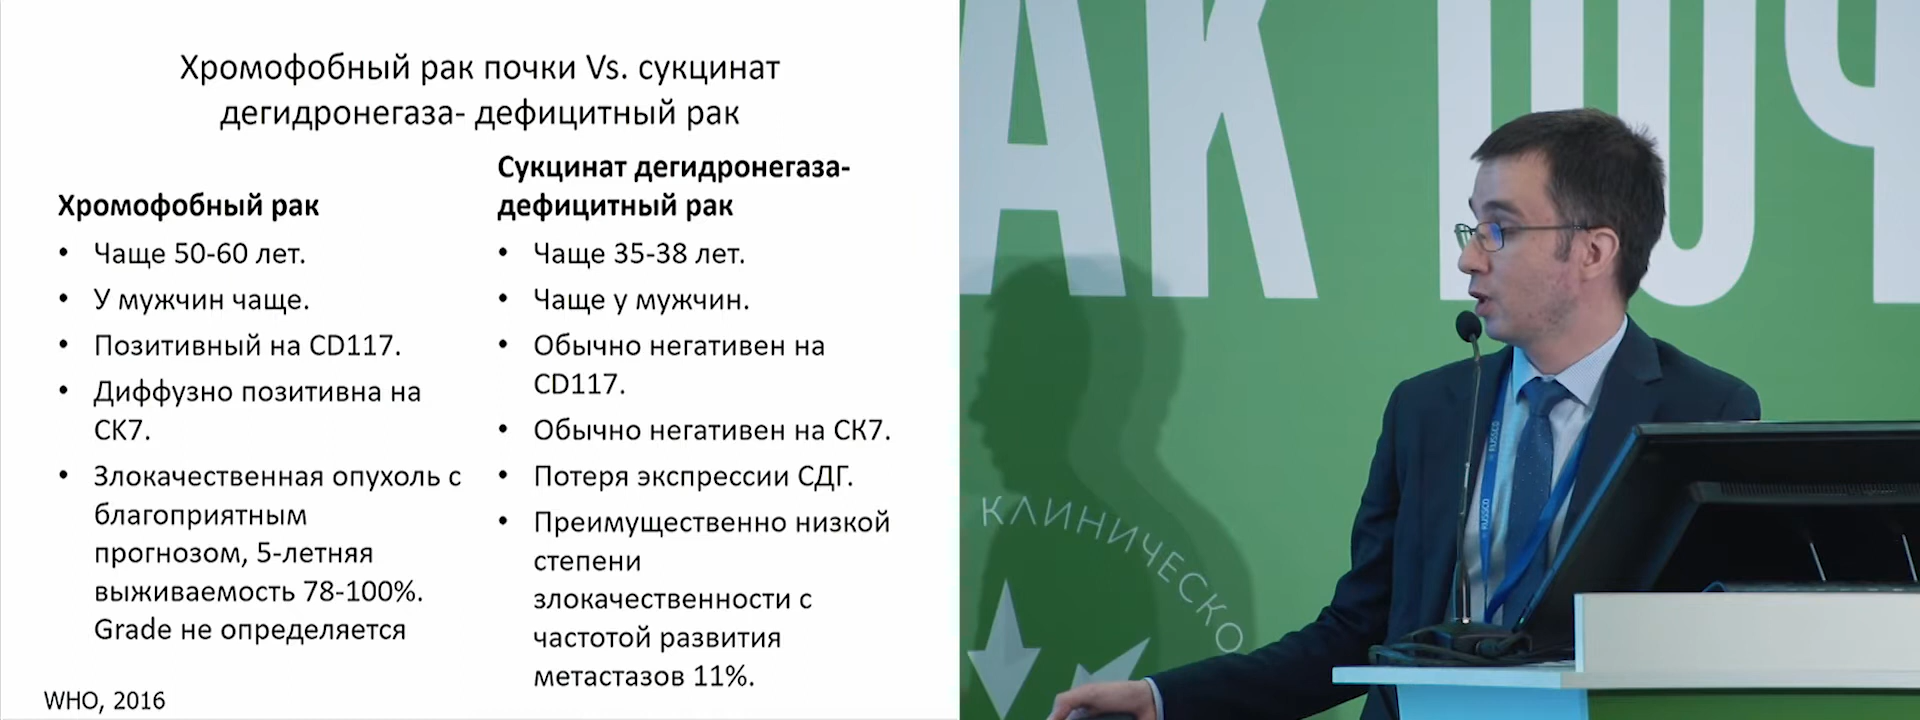 Хромофобный рак почки Vs. сукцинат
дегидронегаза- дефицитный рак
Хромофобный рак
• Чаще 50-60 лет.
• У мужчин чаще.
• Позитивный на CD117.
• Диффузно позитивна на
CK7.
• Злокачественная опухоль с
благоприятным
прогнозом, 5-летняя
выживаемость 78-100%.
Grade не определяется
Сукцинат дегидронегаза-
дефицитный рак
• Чаще 35-38 лет.
• Чаще у мужчин.
• Обычно негативен на
CD117.
• Обычно негативен на СК7.
• Потеря экспрессии СДГ.
• Преимущественно низкой
степени
злокачественности с
частотой развития
метастазов 11%.
WHO, 2016
АК ПОЧ
КЛИНИЧЕСКО
RUSSCO
RUSSCO